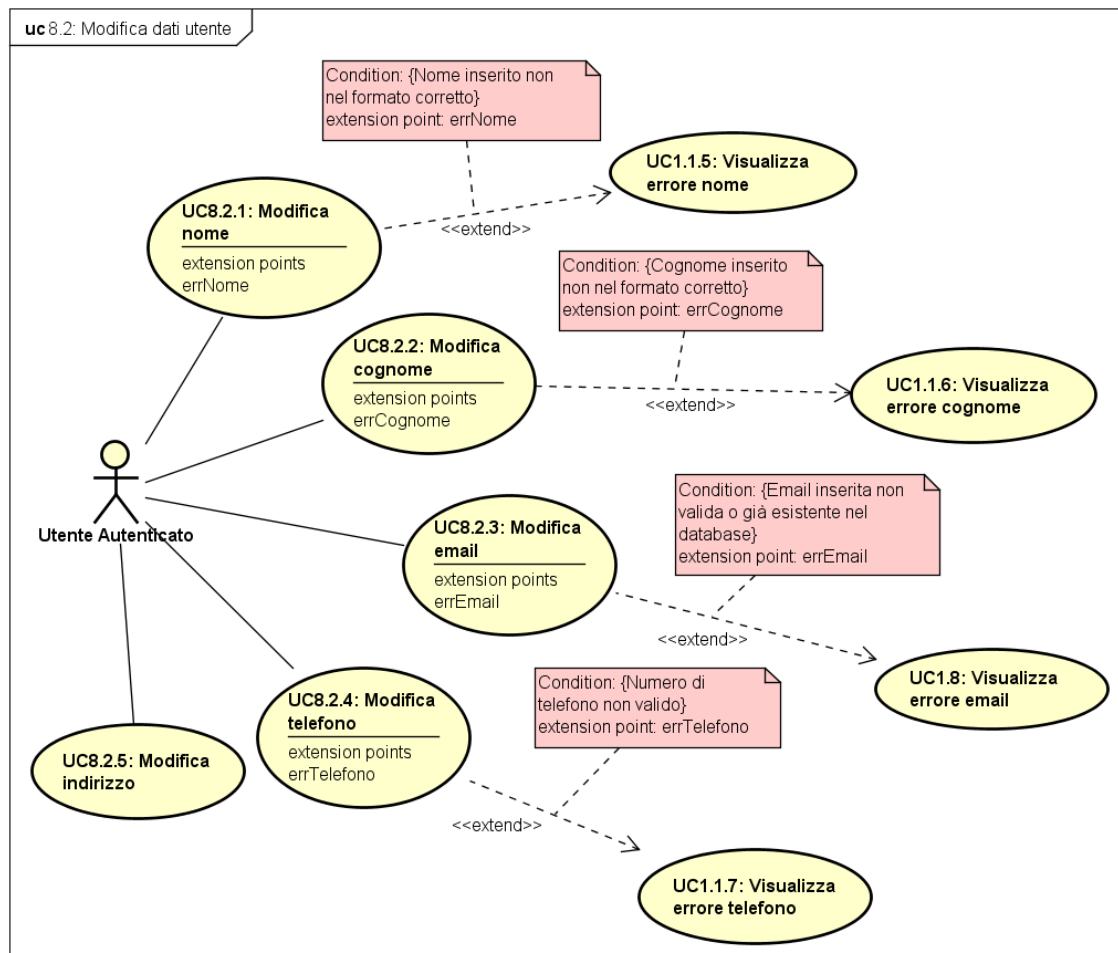 uc 8.2: Modifica dati utente
Condition: {Nome inserito non
nel formato corretto}
extension point: errNome
UC1.1.5: Visualizza
errore nome
UC8.2.1: Modifica
nome
extension points
errNome
<<extend>>
Condition: {Cognome inserito
non nel formato corretto}
extension point: errCognome
UC8.2.2: Modifica
cognome
extension points
errCognome
<<extend>>
UC1.1.6: Visualizza
errore cognome
Utente Autenticato
Condition: {Email inserita non
valida o già esistente nel
database}
extension point: errEmail
UC8.2.3: Modifica
email
extension points
errEmail
<<extend>>
UC1.8: Visualizza
errore email
Condition: {Numero di
telefono non valido}
extension point: errTelefono
UC8.2.4: Modifica
telefono
extension points
errTelefono
UC8.2.5: Modifica
indirizzo
<<extend>>
UC1.1.7: Visualizza
errore telefono